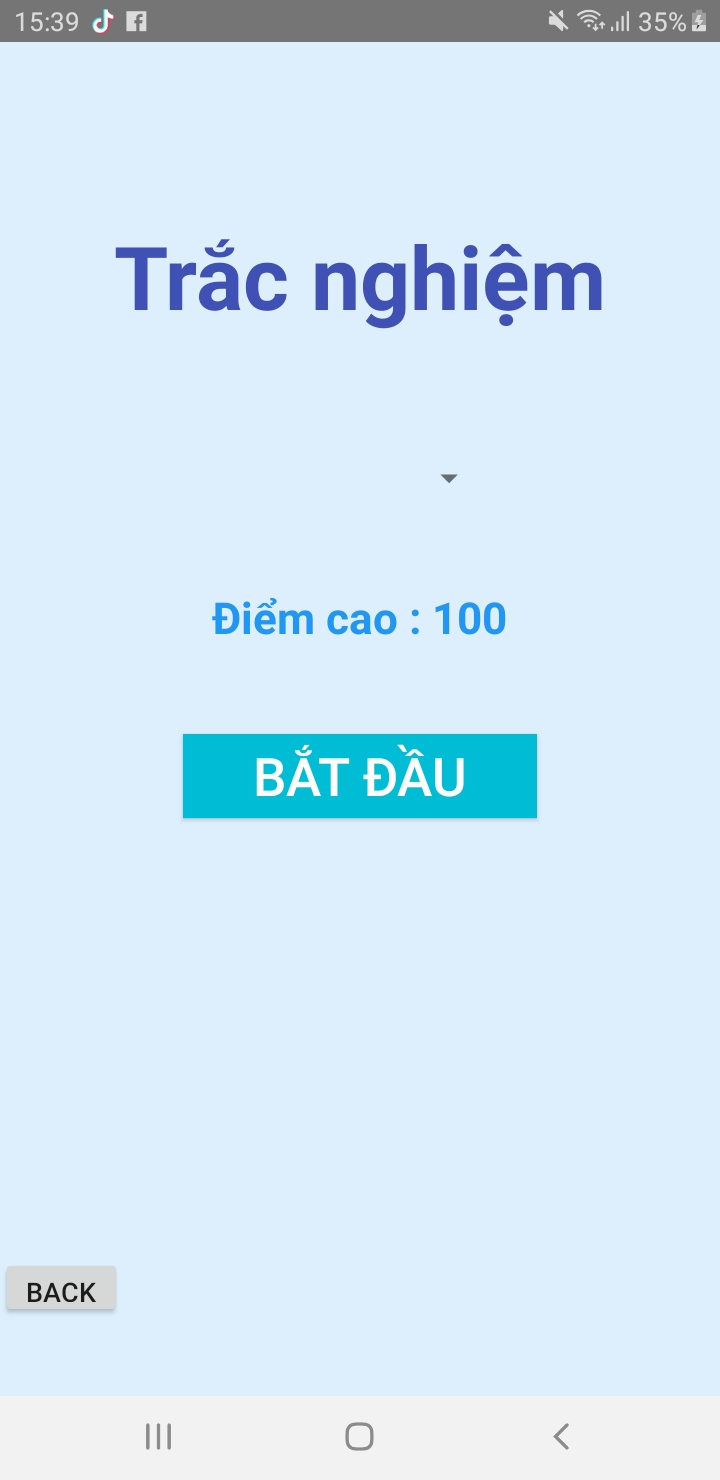 15:39 35%
Trắc nghiệm
Điểm cao : 100
BẮT ĐẦU
BACK